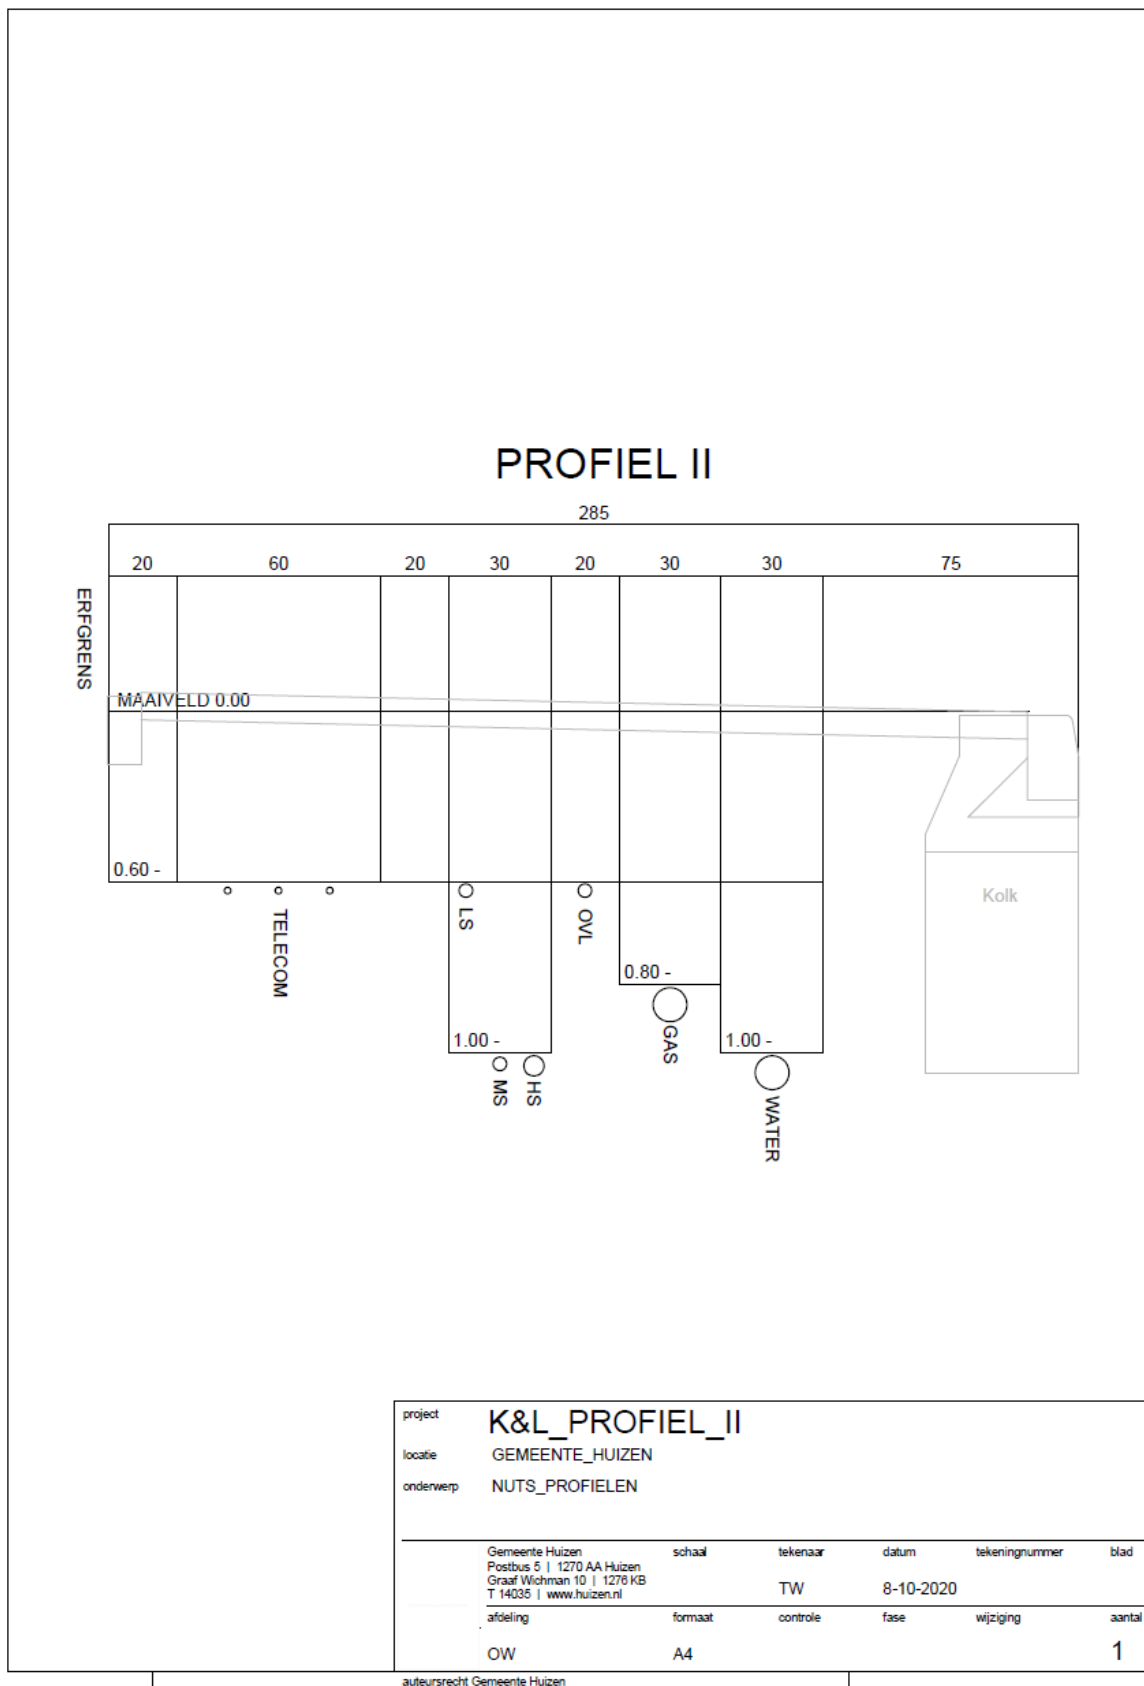 PROFIEL II
285
20 60 20 30 20 30 30 75
ERFGRENS
MAAIVELD 0.00
0.60 -
TELECOM
LS
OVL
Kolk
0.80 -
GAS
1.00 -
1.00 -
MS
HS
WATER
project K&L_PROFIEL_II
locatie GEMEENTE_HUIZEN
onderwerp NUTS_PROFIELEN
Gemeente Huizen schaal tekenaar datum tekeningnummer blad
Postbus 5 | 1270 AA Huizen
Graaf Wichman 10 | 1276 KB
T 14035 | www.huizen.nl
TW 8-10-2020
afdeling formaat controle fase wijziging aantal
OW A4 1
auteursrecht Gemeente Huizen